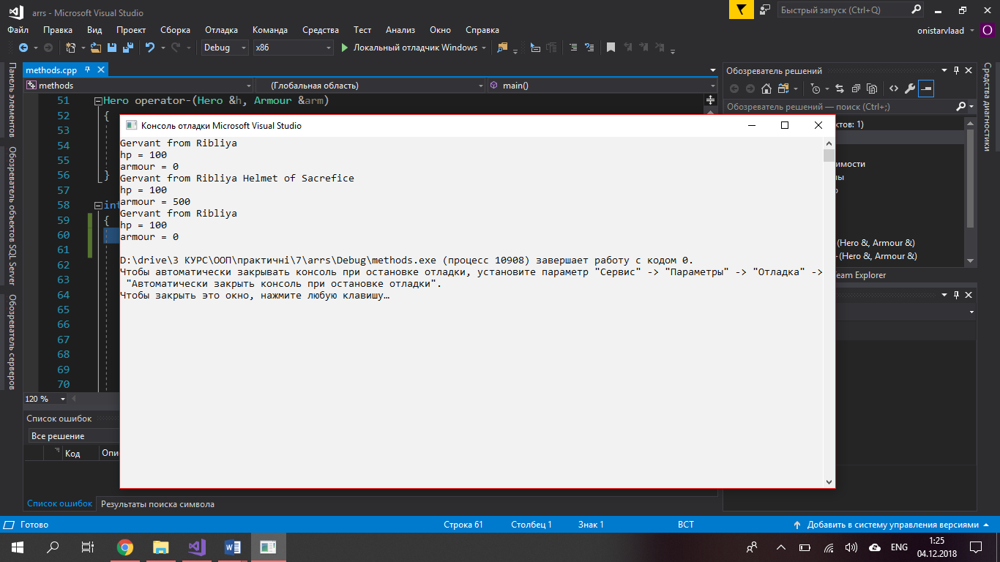 arrs - Microsoft Visual Studio
Быстрый запуск (Ctrl+Q)
Файл Правка Вид Проект Сборка Отладка Команда Средства Тест Анализ Окно Справка
onistarvlaad O
Debug x86 Локальный отладчик Windows
Панель элементов
Обозреватель объектов SQL Server
Обозреватель серверов
methods.cpp
methods (Глобальная область) main()
51 Hero operator-(Hero &h, Armour &arm)
52 {
53
54
55
56 }
57
58 int
59 {
60
61
62
63
64
65
66
67
68
69
70
120 %
Консоль отладки Microsoft Visual Studio
Gervant from Ribliya
hp = 100
armour = 0
Gervant from Ribliya Helmet of Sacrefice
hp = 100
armour = 500
Gervant from Ribliya
hp = 100
armour = 0
D:\drive\3 КУРС\ООП\практичні\7\arrs\Debug\methods.exe (процесс 10908) завершает работу с кодом 0.
Чтобы автоматически закрывать консоль при остановке отладки, установите параметр "Сервис" -> "Параметры" -> "Отладка" ->
"Автоматически закрыть консоль при остановке отладки".
Чтобы закрыть это окно, нажмите любую клавишу…
Обозреватель решений
Обозреватель решений — поиск (Ctrl+;)
ктов: 1)
имости
ы
(Hero &, Armour &)
-(Hero &, Armour &)
eam Explorer
Средства диагностики
Список ошибок
Все решение
Код Опи
Список ошибок Результаты поиска символа
Готово Строка 61 Столбец 1 Знак 1 ВСТ Добавить в систему управления версиями
ENG
1:25
04.12.2018